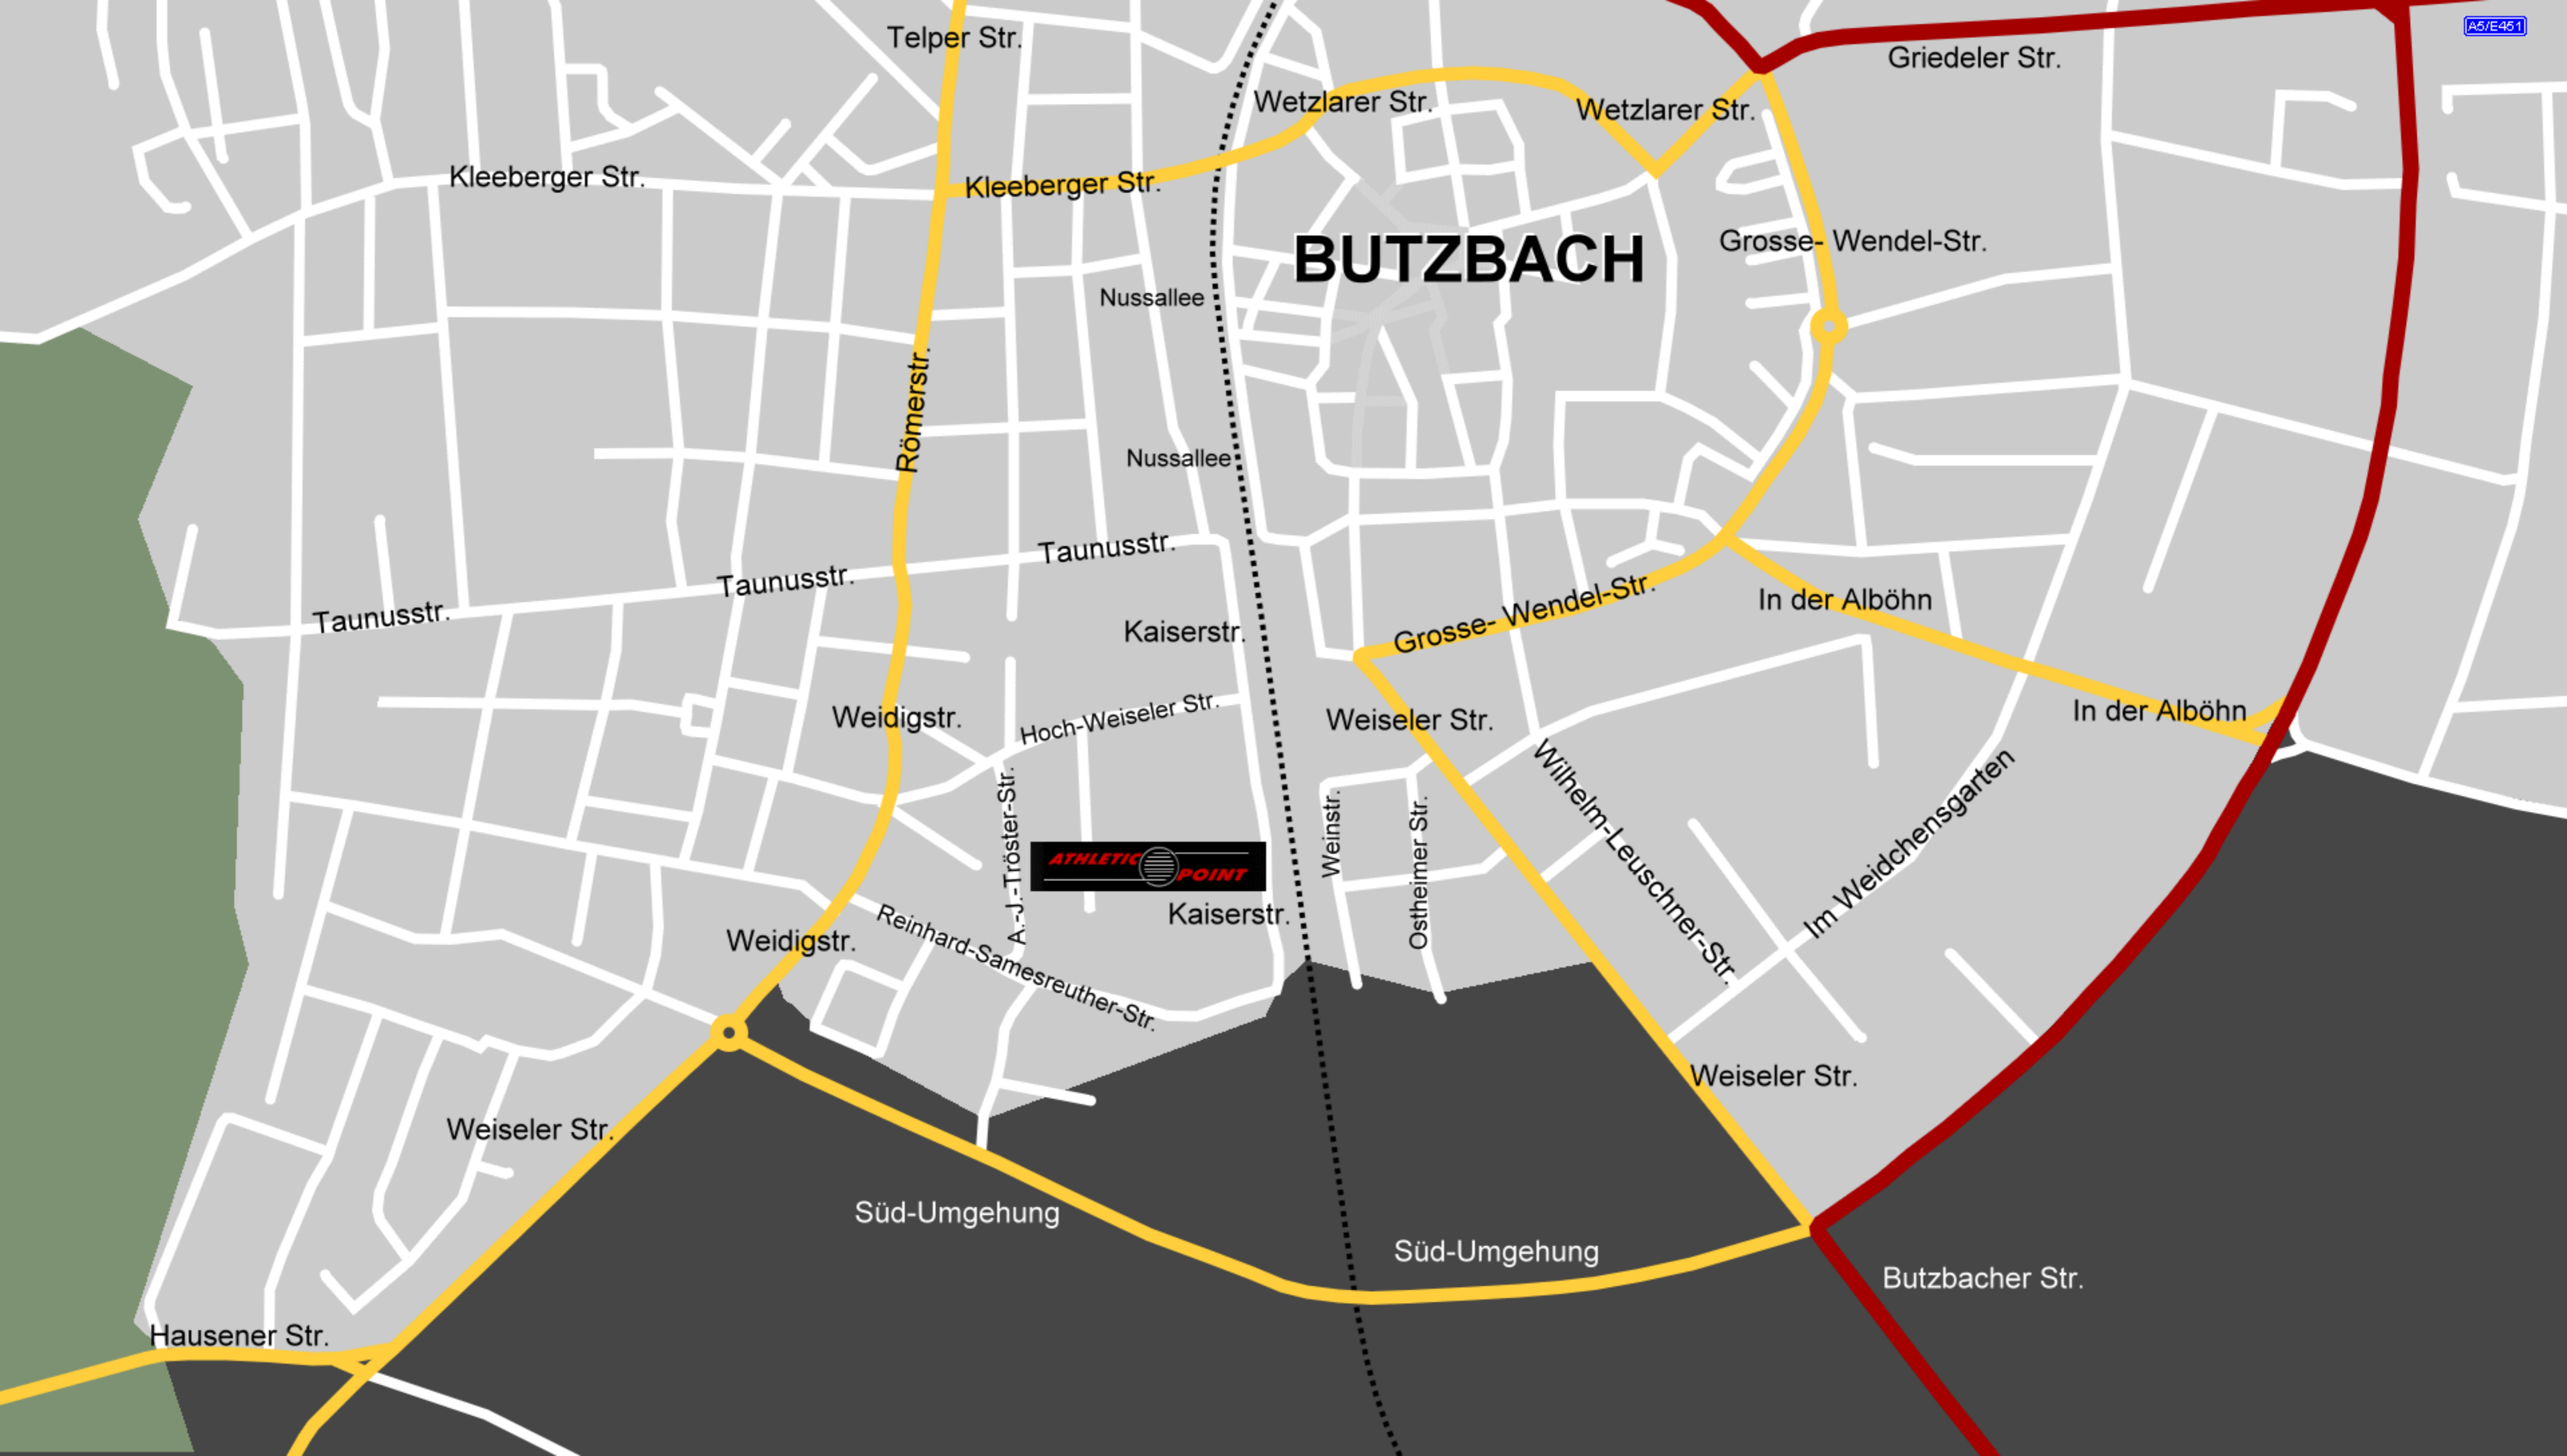 A5/E451
Telper Str.
Griedeler Str.
Wetzlarer Str.
Wetzlarer Str.
Kleeberger Str.
Kleeberger Str.
Grosse- Wendel-Str.
BUTZBACH
Nussallee
Römerstr.
Nussallee
Taunusstr.
Taunusstr.
Taunusstr.
Grosse- Wendel-Str.
In der Alböhn
Kaiserstr.
In der Alböhn
Weidigstr.
Hoch-Weiseler Str.
Weiseler Str.
Wilhelm-Leuschner-Str.
Im Weidchensgarten
A.-J.-Tröster-Str.
Weinstr.
Ostheimer Str.
ATHLETIC
POINT
Kaiserstr.
Weidigstr.
Reinhard-Samesreuther-Str.
Weiseler Str.
Weiseler Str.
Süd-Umgehung
Süd-Umgehung
Butzbacher Str.
Hausener Str.